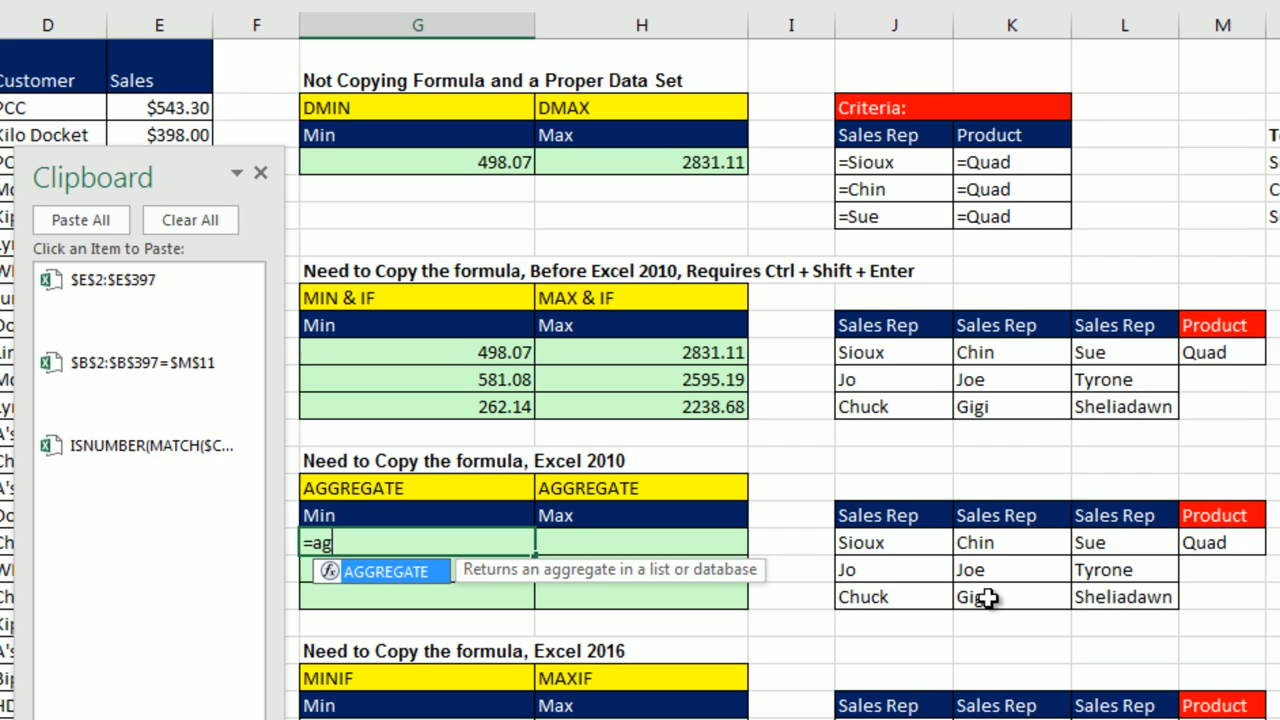 D E F G H I J K L M
Customer Sales
Not Copying Formula and a Proper Data Set
PCC $543.30 DMIN DMAX Criteria:
Kilo Docket $398.00 Min Max Sales Rep Product
498.07 2831.11 =Sioux =Quad
=Chin =Quad
=Sue =Quad
Clipboard
Paste All Clear All
Click an Item to Paste:
$E$2:$E$397
$B$2:$B$397=$M$11
ISNUMBER(MATCH($C...
Need to Copy the formula, Before Excel 2010, Requires Ctrl + Shift + Enter
MIN & IF MAX & IF
Min Max Sales Rep Sales Rep Sales Rep Product
498.07 2831.11 Sioux Chin Sue Quad
581.08 2595.19 Jo Joe Tyrone
262.14 2238.68 Chuck Gigi Sheliadawn
Need to Copy the formula, Excel 2010
AGGREGATE AGGREGATE
Min Max Sales Rep Sales Rep Sales Rep Product
=ag Sioux Chin Sue Quad
AGGREGATE Returns an aggregate in a list or database Jo Joe Tyrone
Chuck Gigi Sheliadawn
Need to Copy the formula, Excel 2016
MINIF MAXIF
Min Max Sales Rep Sales Rep Sales Rep Product